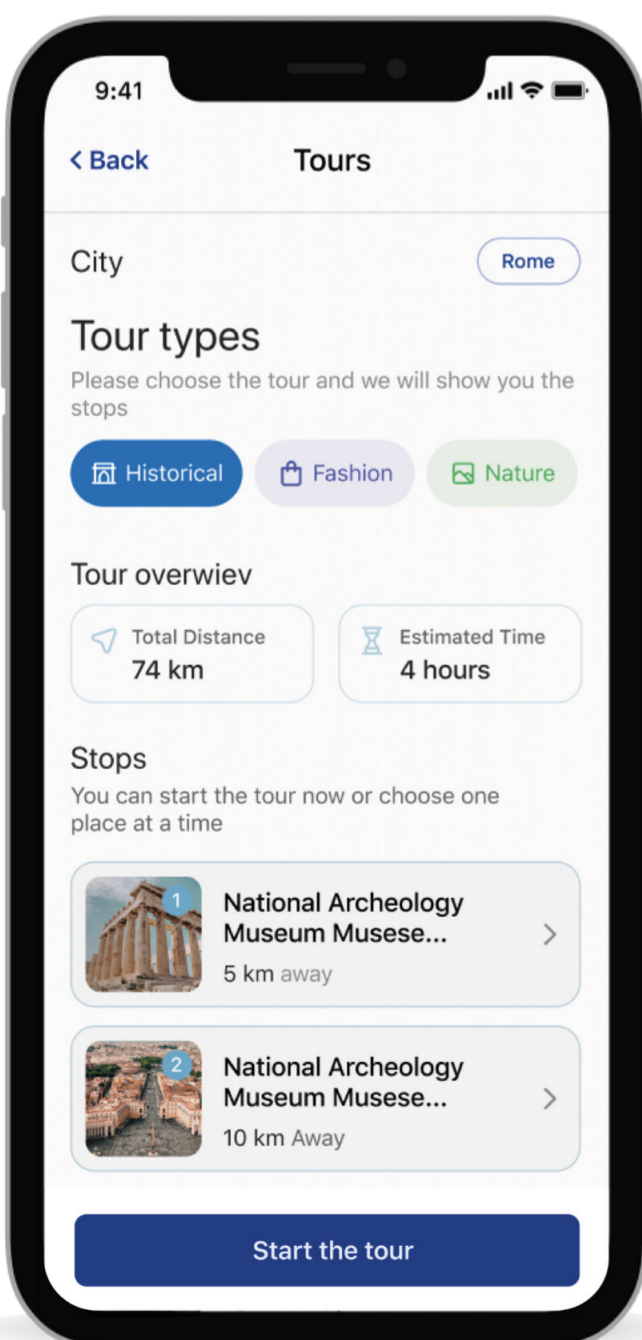 9:41
< Back
Tours
City
Rome
Tour types
Please choose the tour and we will show you the
stops
Historical
Fashion
Nature
Tour overwiev
Total Distance
74 km
Estimated Time
4 hours
Stops
You can start the tour now or choose one
place at a time
1
National Archeology
Museum Musese...
5 km away
2
National Archeology
Museum Musese...
10 km Away
Start the tour